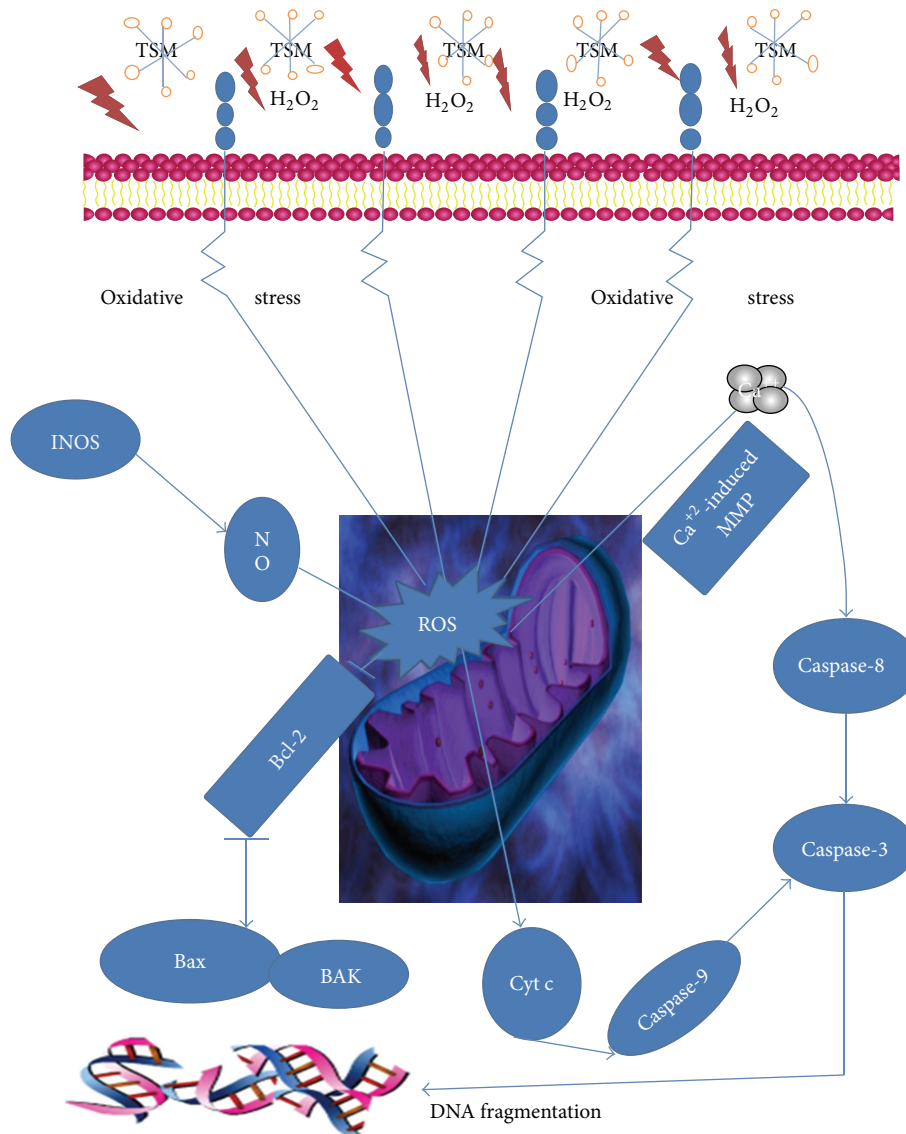 TSM
TSM
TSM
TSM
TSM
H₂O₂
H₂O₂
H₂O₂
H₂O₂
Oxidative stress
Oxidative stress
Ca⁺⁺
INOS
Ca⁺²-induced
MMP
N
O
ROS
Caspase-8
Bcl-2
Caspase-3
Bax
BAK
Cyt c
Caspase-9
DNA fragmentation